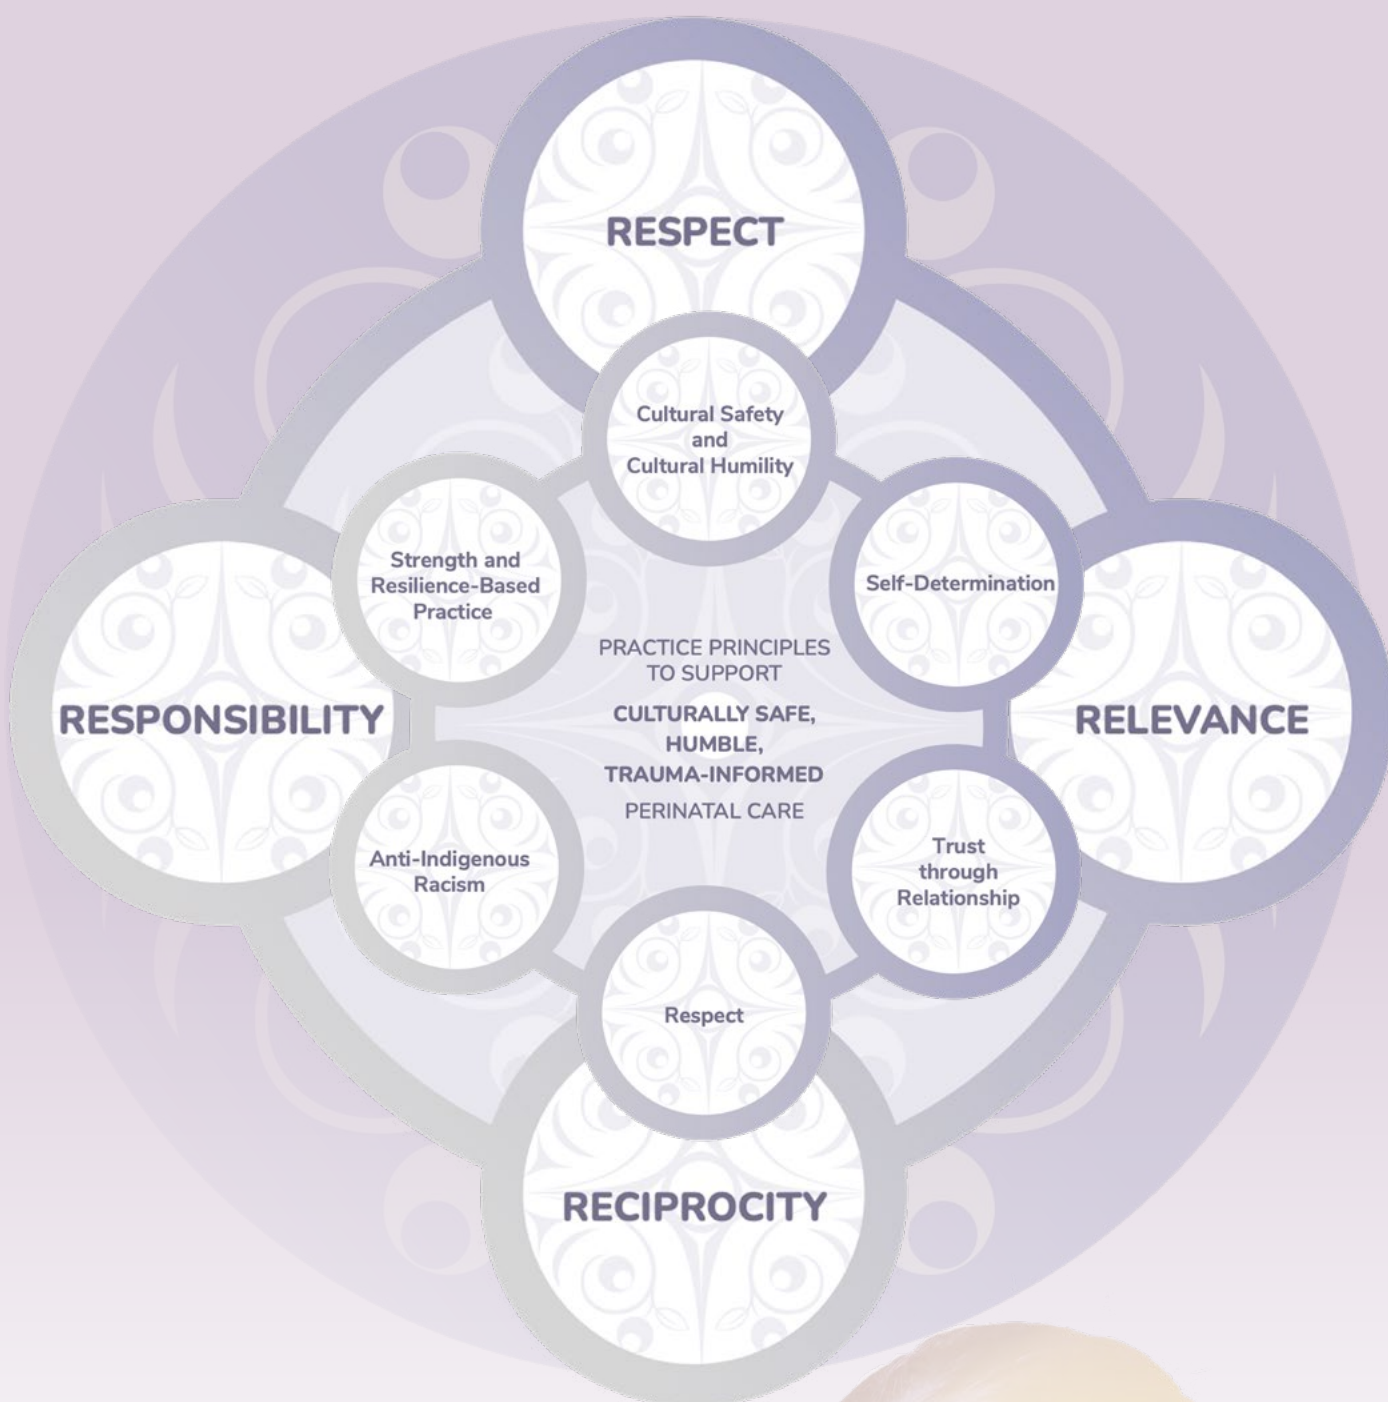 RESPECT
Cultural Safety
and
Cultural Humility
Strength and
Resilience-Based
Practice
Self-Determination
PRACTICE PRINCIPLES
TO SUPPORT
CULTURALLY SAFE,
HUMBLE,
TRAUMA-INFORMED
PERINATAL CARE
RESPONSIBILITY
RELEVANCE
Anti-Indigenous
Racism
Trust
through
Relationship
Respect
RECIPROCITY